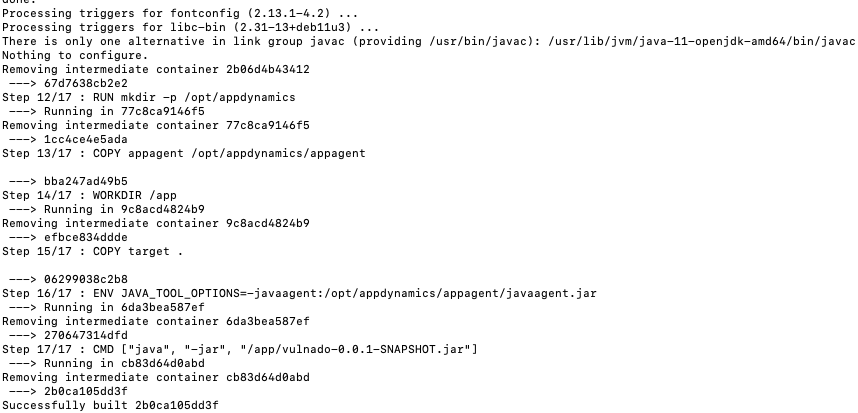 done.
Processing triggers for fontconfig (2.13.1-4.2) ...
Processing triggers for libc-bin (2.31-13+deb11u3) ...
There is only one alternative in link group javac (providing /usr/bin/javac): /usr/lib/jvm/java-11-openjdk-amd64/bin/javac
Nothing to configure.
Removing intermediate container 2b06d4b43412
 ---> 67d7638cb2e2
Step 12/17 : RUN mkdir -p /opt/appdynamics
 ---> Running in 77c8ca9146f5
Removing intermediate container 77c8ca9146f5
 ---> 1cc4ce4e5ada
Step 13/17 : COPY appagent /opt/appdynamics/appagent
 ---> bba247ad49b5
Step 14/17 : WORKDIR /app
 ---> Running in 9c8acd4824b9
Removing intermediate container 9c8acd4824b9
 ---> efbce834ddde
Step 15/17 : COPY target .
 ---> 06299038c2b8
Step 16/17 : ENV JAVA_TOOL_OPTIONS=-javaagent:/opt/appdynamics/appagent/javaagent.jar
 ---> Running in 6da3bea587ef
Removing intermediate container 6da3bea587ef
 ---> 270647314dfd
Step 17/17 : CMD ["java", "-jar", "/app/vulnado-0.0.1-SNAPSHOT.jar"]
 ---> Running in cb83d64d0abd
Removing intermediate container cb83d64d0abd
 ---> 2b0ca105dd3f
Successfully built 2b0ca105dd3f